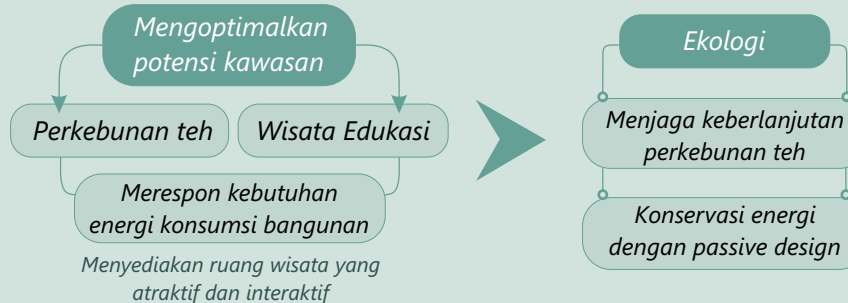 Mengoptimalkan
potensi kawasan
Perkebunan teh
Wisata Edukasi
Merespon kebutuhan
energi konsumsi bangunan
Menyediakan ruang wisata yang
atraktif dan interaktif
Ekologi
Menjaga keberlanjutan
perkebunan teh
Konservasi energi
dengan passive design